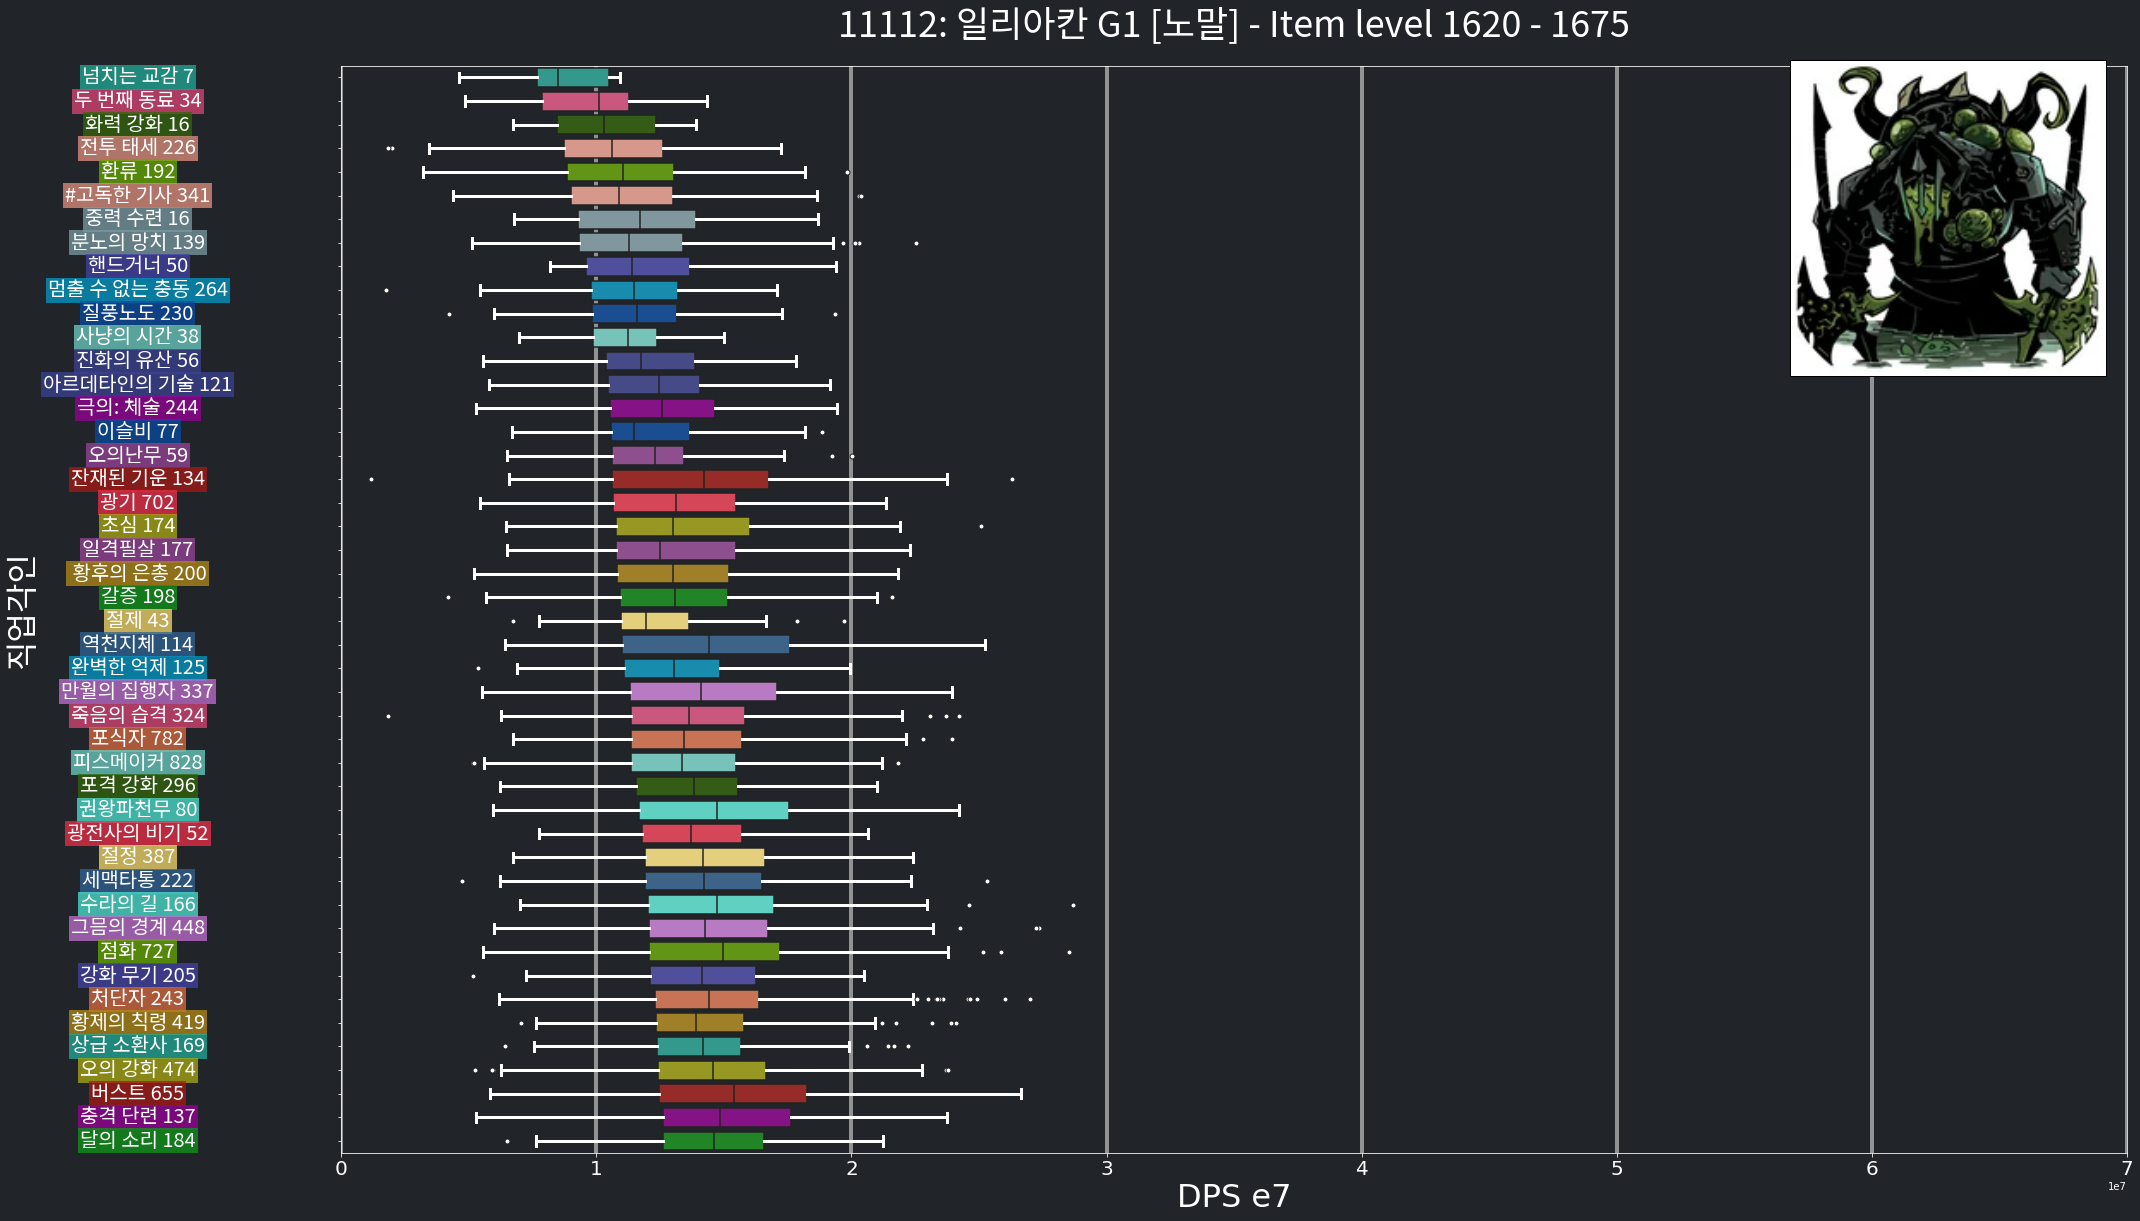 11112: 일리아칸 G1 [노말] - Item level 1620 - 1675
넘치는 교감 7
두 번째 동료 34
화력 강화 16
전투 태세 226
환류 192
#고독한 기사 341
중력 수련 16
분노의 망치 139
핸드거너 50
멈출 수 없는 충동 264
질풍노도 230
사냥의 시간 38
진화의 유산 56
아르데타인의 기술 121
극의: 체술 244
이슬비 77
오의난무 59
잔재된 기운 134
광기 702
초심 174
일격필살 177
황후의 은총 200
갈증 198
절제 43
역천지체 114
완벽한 억제 125
만월의 집행자 337
죽음의 습격 324
포식자 782
피스메이커 828
포격 강화 296
권왕파천무 80
광전사의 비기 52
절정 387
세맥타통 222
수라의 길 166
그믐의 경계 448
점화 727
강화 무기 205
처단자 243
황제의 칙령 419
상급 소환사 169
오의 강화 474
버스트 655
충격 단련 137
달의 소리 184
직업각인
0 1 2 3 4 5 6 7
1e7
DPS e7